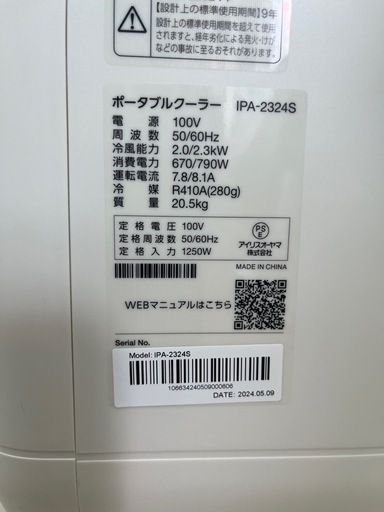 【設計上の標準使用期間】9年
設計上の標準使用期間を超えて使用
されますと、経年劣化による発火・けが
などの事故に至るおそれがあります。
ポータブルクーラー IPA-2324S
電源 100V
周波数 50/60Hz
冷風能力 2.0/2.3kW
消費電力 670/790W
運転電流 7.8/8.1A
冷媒 R410A(280g)
質量 20.5kg
定格電圧 100V
定格周波数 50/60Hz
定格入力 1250W
PS
E
アイリスオーヤマ
株式会社
MADE IN CHINA
WEBマニュアルはこちら
Serial No.
Model: IPA-2324S
106634240509000606
DATE: 2024.05.09